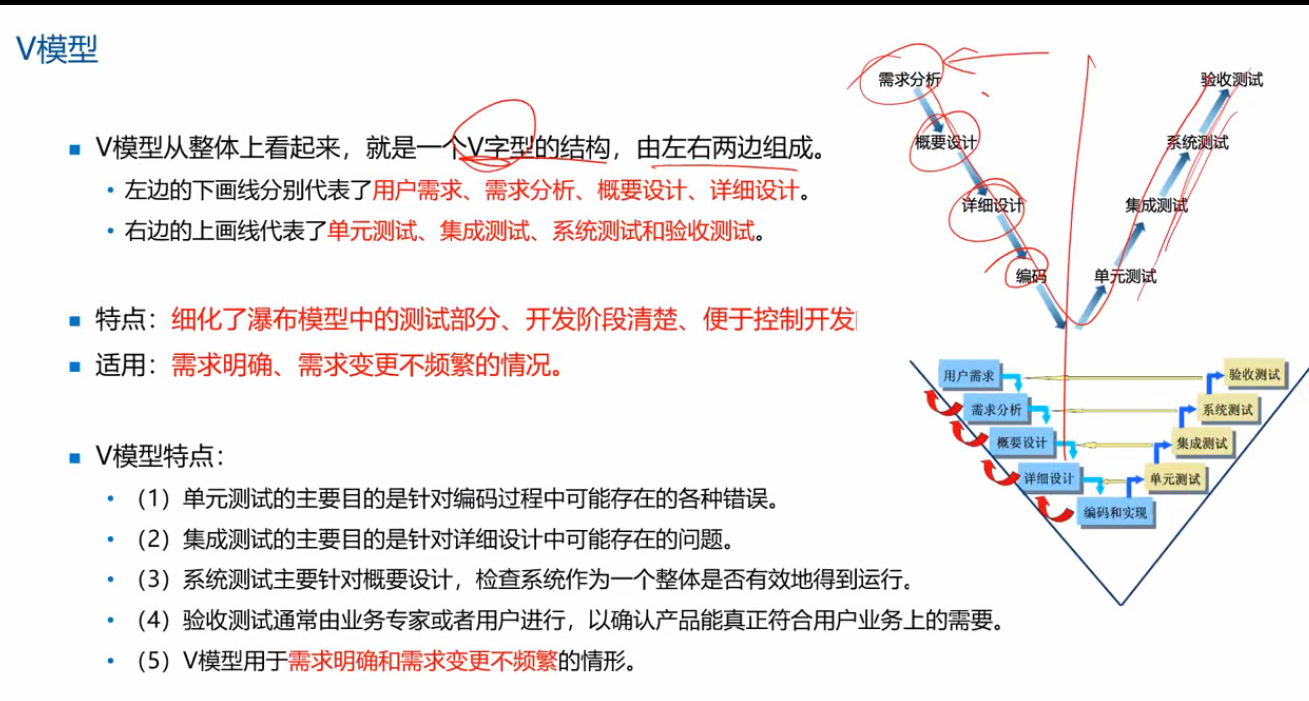 V模型
V模型从整体上看起来，就是一个V字型的结构，由左右两边组成。
左边的下画线分别代表了用户需求、需求分析、概要设计、详细设计。
右边的上画线代表了单元测试、集成测试、系统测试和验收测试。
特点：细化了瀑布模型中的测试部分、开发阶段清楚、便于控制开发
适用：需求明确、需求变更不频繁的情况。
V模型特点：
（1）单元测试的主要目的是针对编码过程中可能存在的各种错误。
（2）集成测试的主要目的是针对详细设计中可能存在的问题。
（3）系统测试主要针对概要设计，检查系统作为一个整体是否有效地得到运行。
（4）验收测试通常由业务专家或者用户进行，以确认产品能真正符合用户业务上的需要。
（5）V模型用于需求明确和需求变更不频繁的情形。
需求分析
验收测试
概要设计
系统测试
详细设计
集成测试
编码
单元测试
用户需求
验收测试
需求分析
系统测试
概要设计
集成测试
详细设计
单元测试
编码和实现